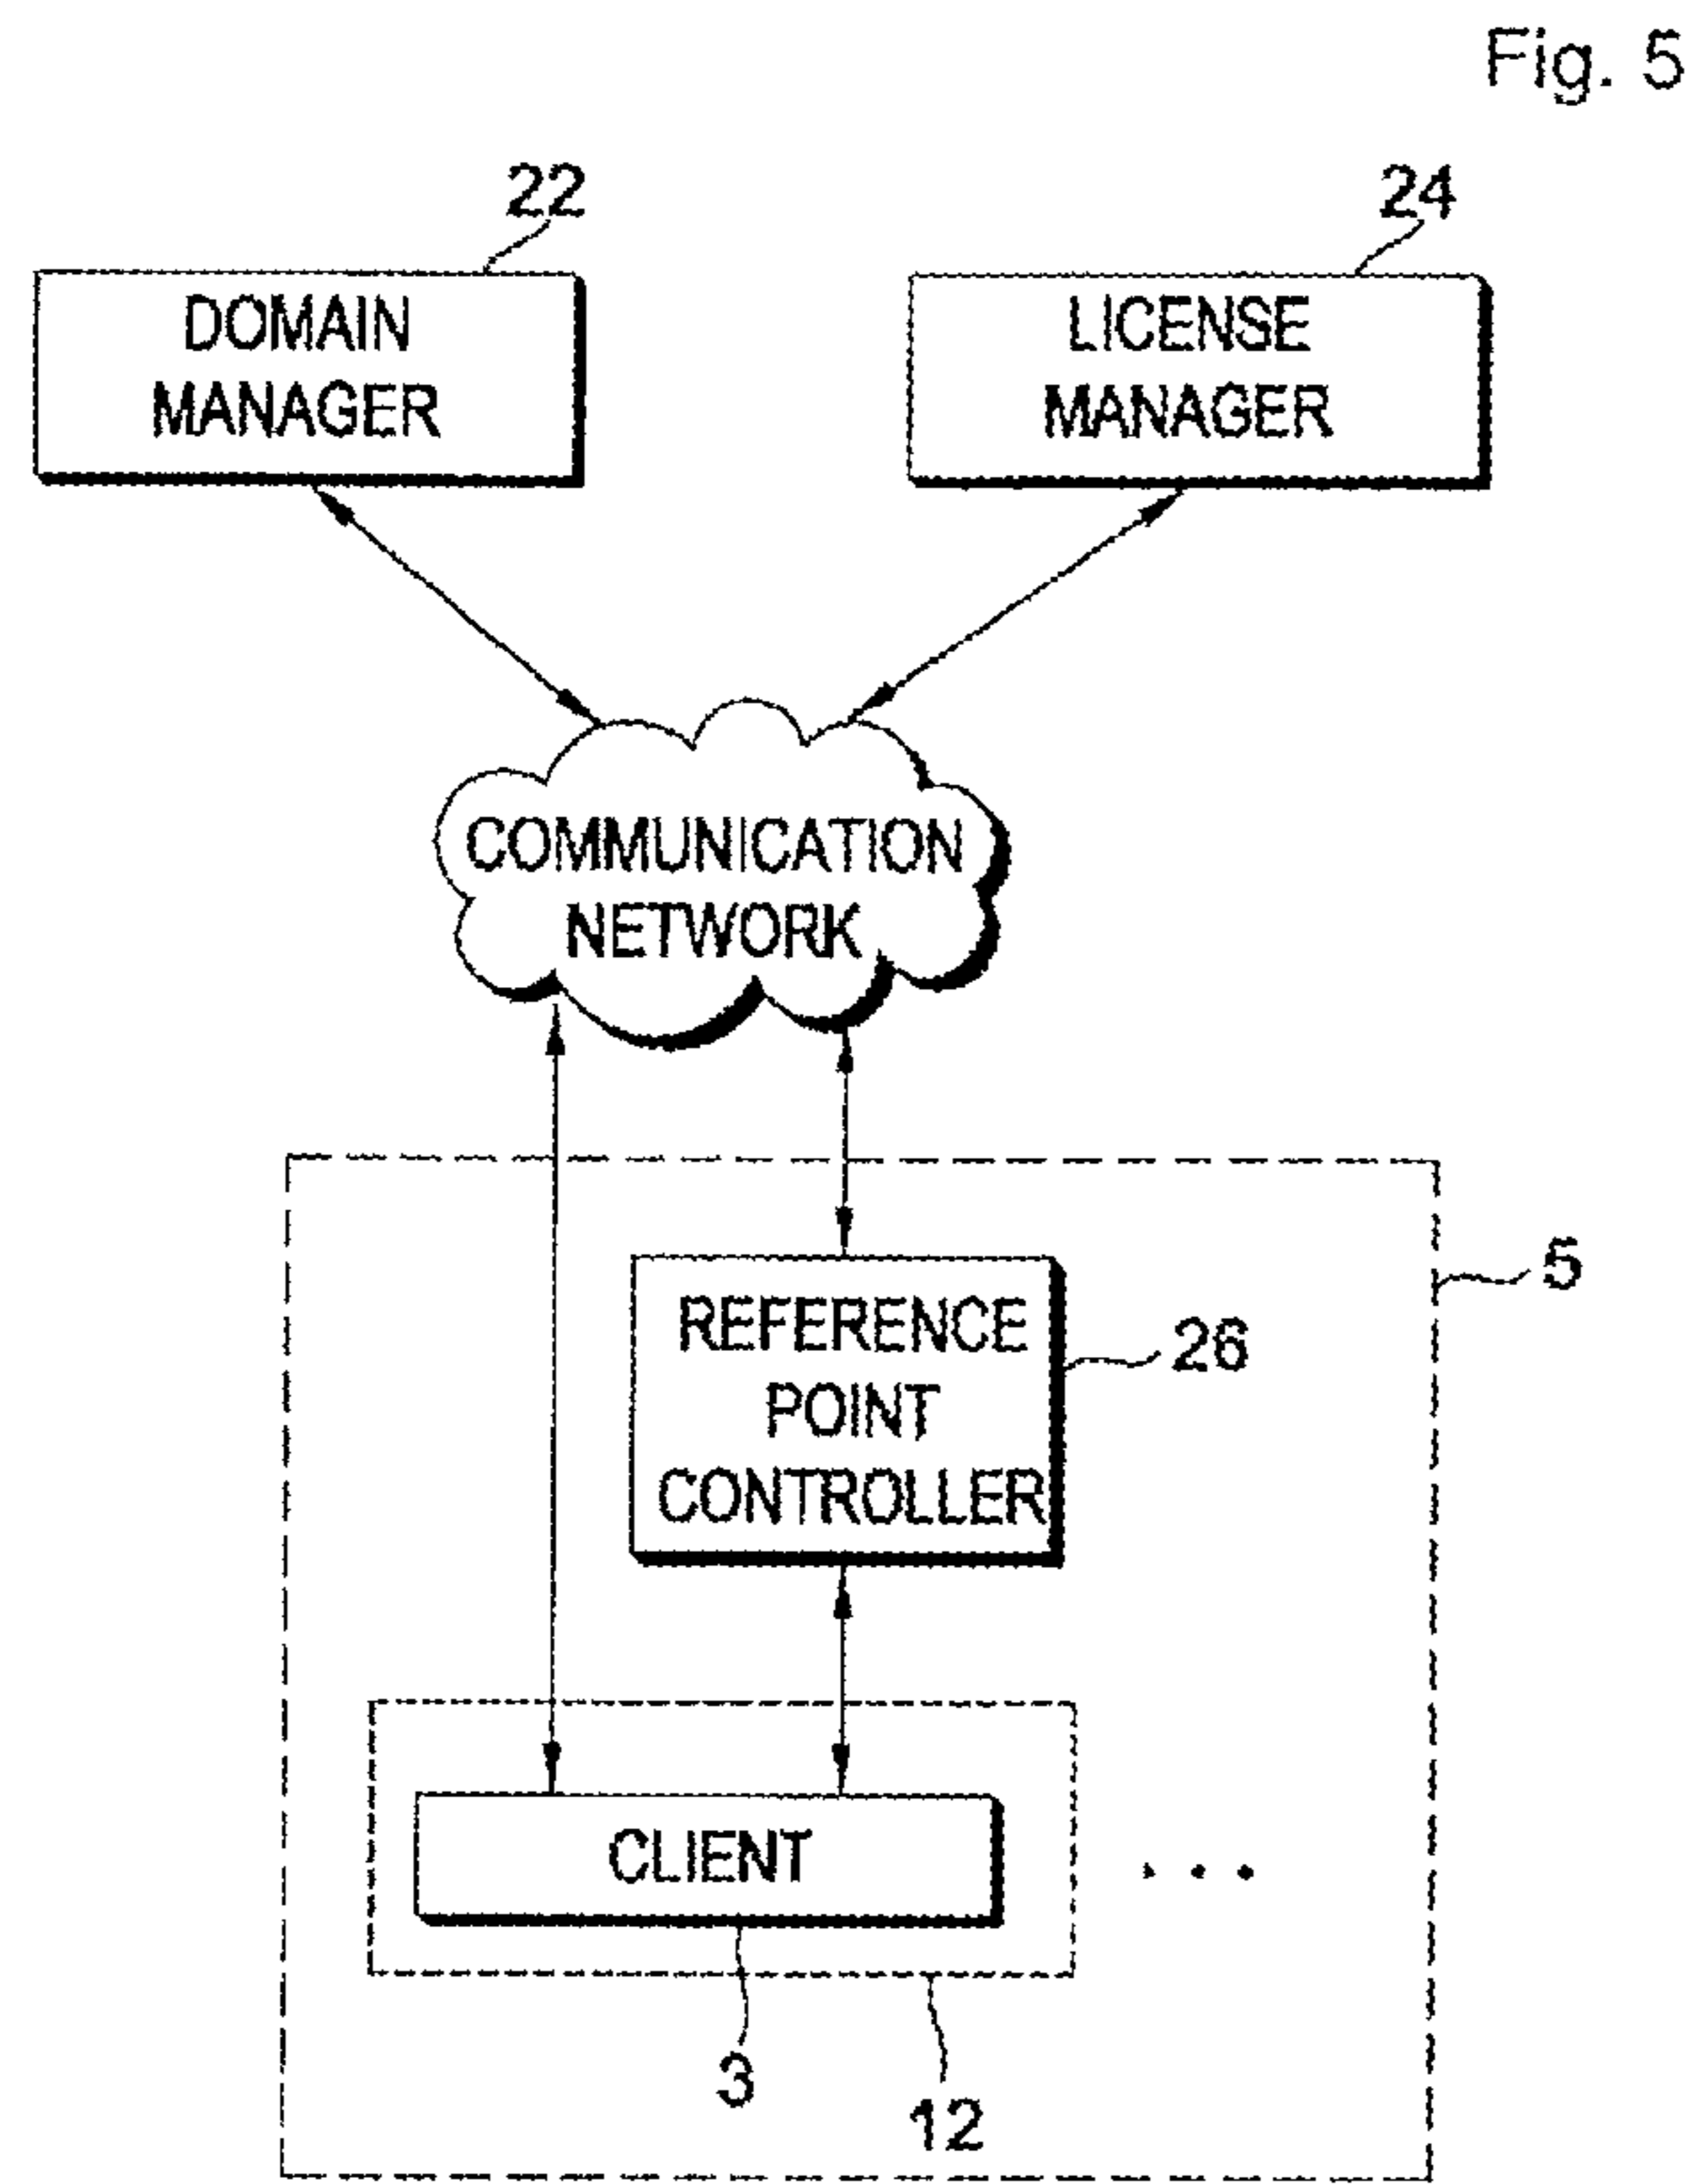 Fig. 5
22
24
DOMAIN
MANAGER
LICENSE
MANAGER
COMMUNICATION
NETWORK
5
REFERENCE
POINT
CONTROLLER
26
CLIENT
. . .
3
12